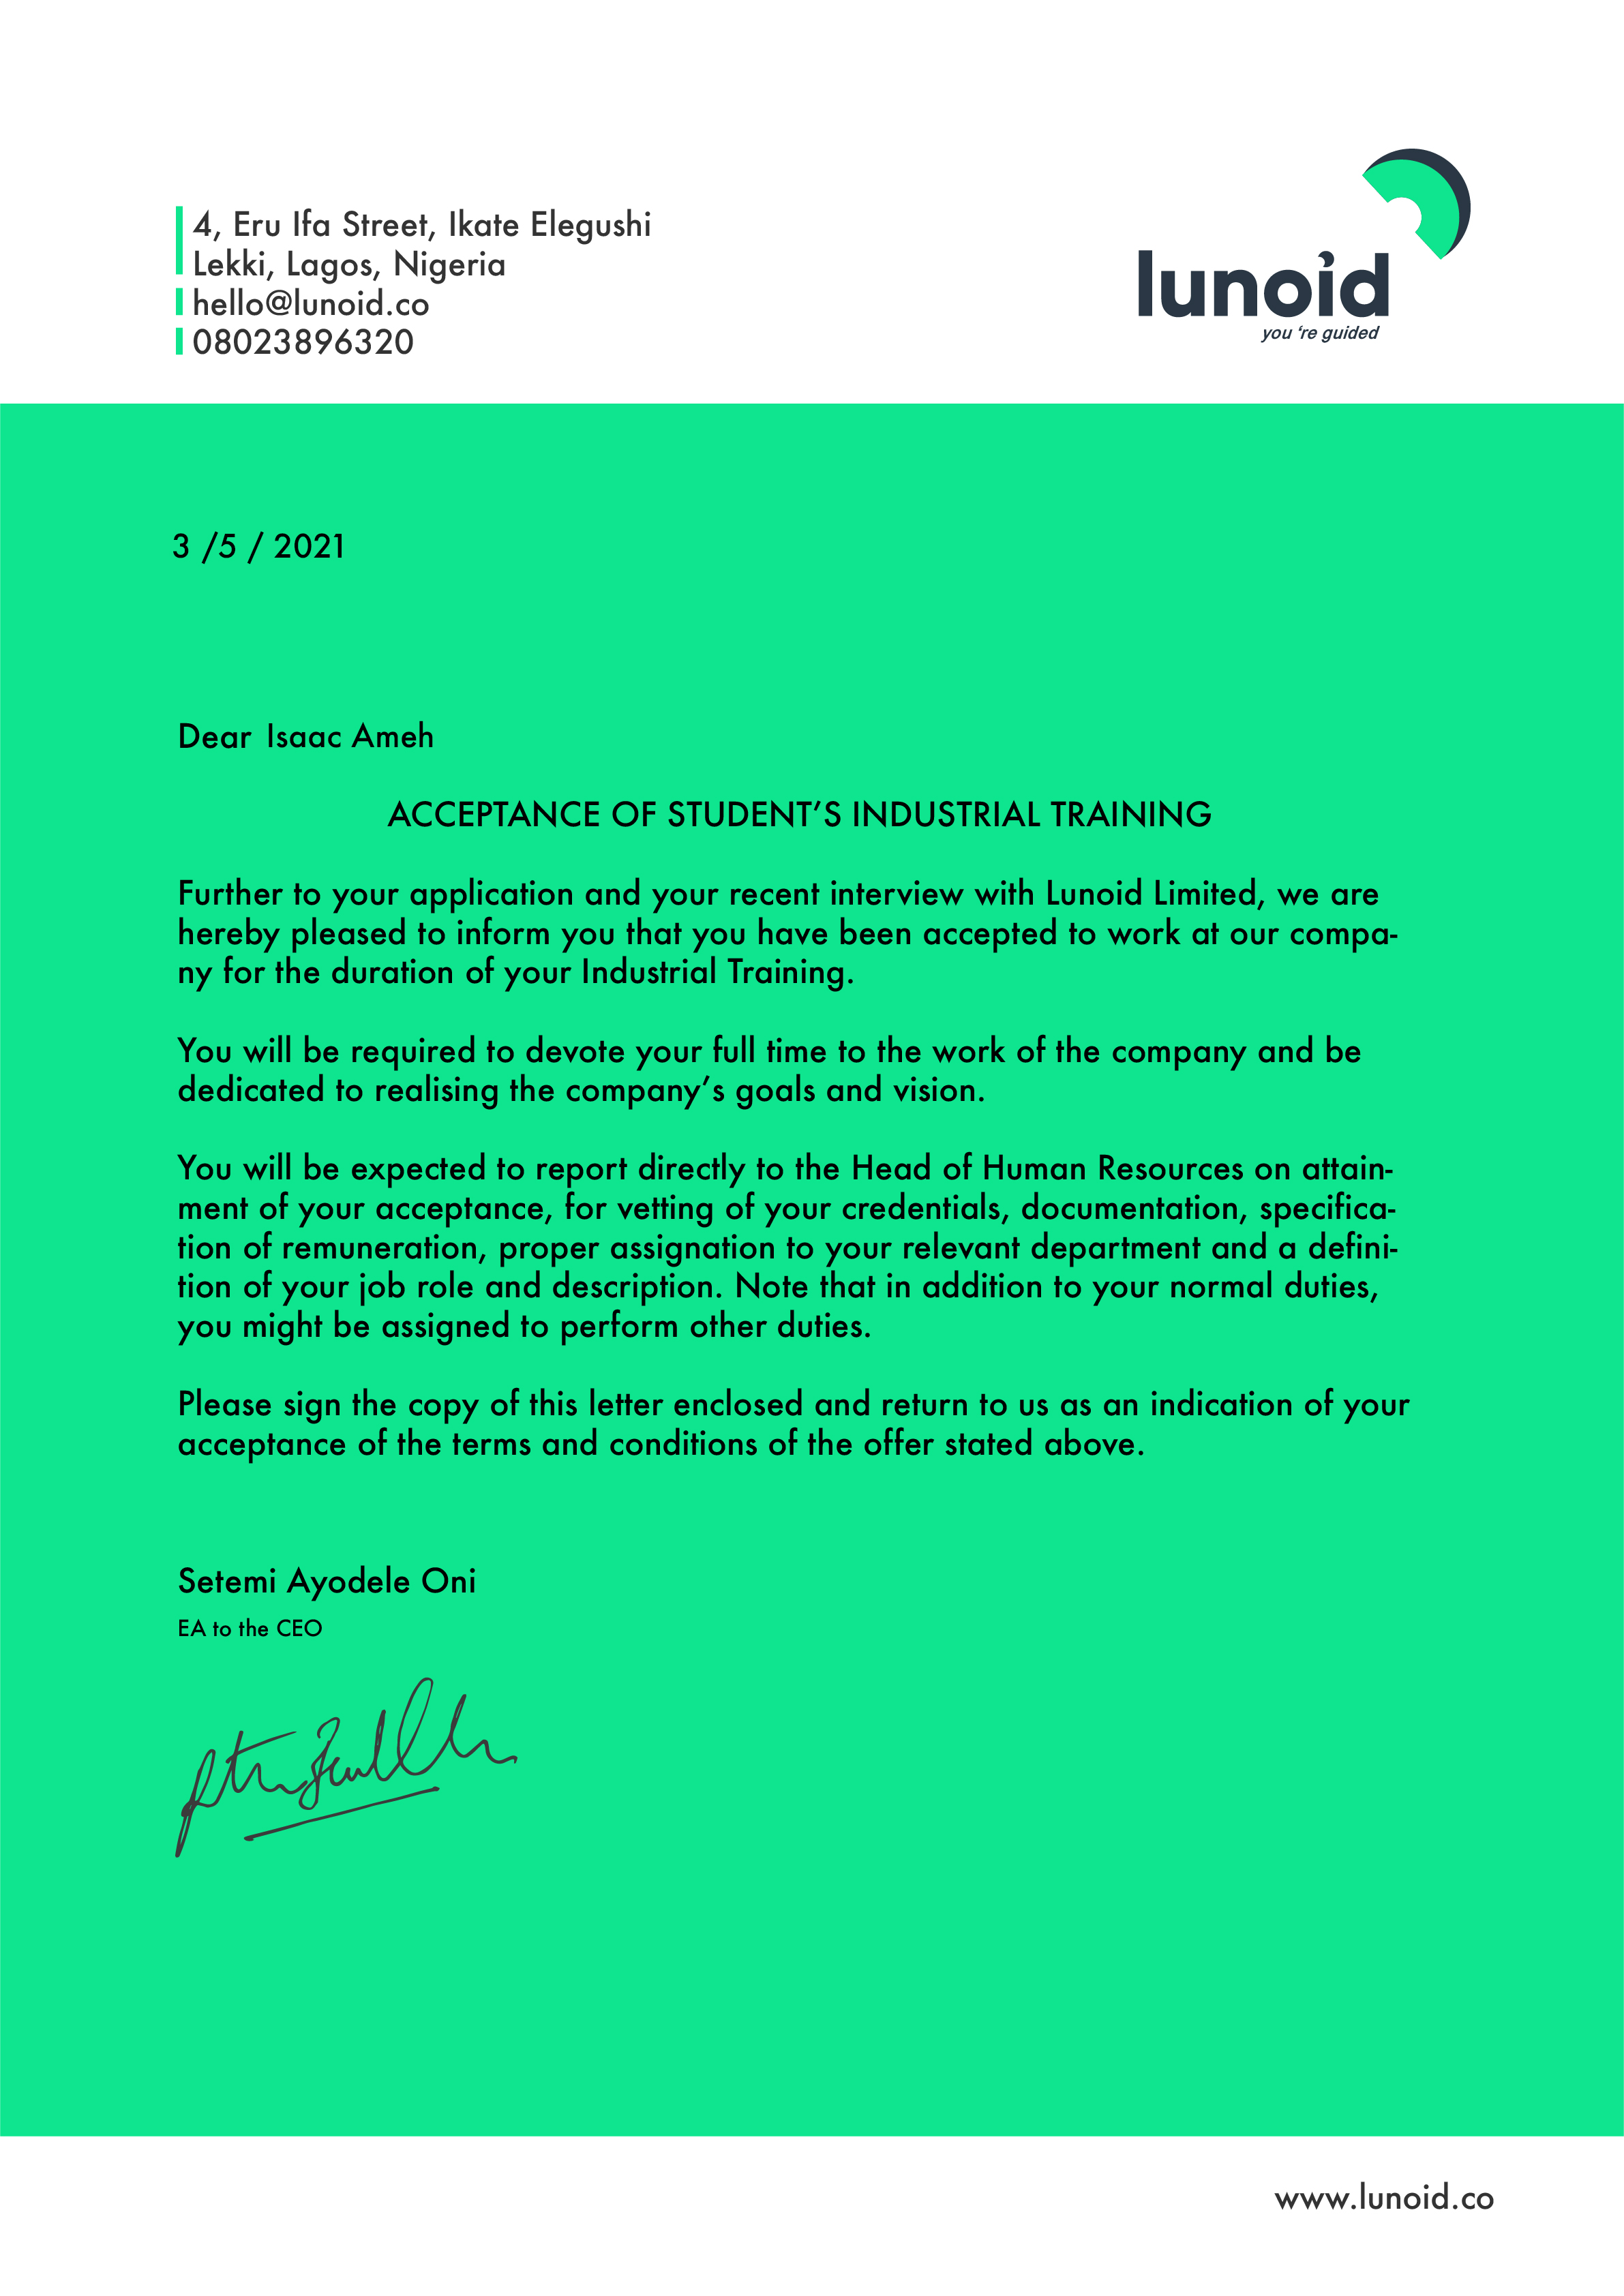 4, Eru Ifa Street, Ikate Elegushi
Lekki, Lagos, Nigeria
hello@lunoid.co
08023896320
lunoid
you ‘re guided
3 /5 / 2021
Dear Isaac Ameh
ACCEPTANCE OF STUDENT’S INDUSTRIAL TRAINING
Further to your application and your recent interview with Lunoid Limited, we are
hereby pleased to inform you that you have been accepted to work at our compa-
ny for the duration of your Industrial Training.
You will be required to devote your full time to the work of the company and be
dedicated to realising the company’s goals and vision.
You will be expected to report directly to the Head of Human Resources on attain-
ment of your acceptance, for vetting of your credentials, documentation, specifica-
tion of remuneration, proper assignation to your relevant department and a defini-
tion of your job role and description. Note that in addition to your normal duties,
you might be assigned to perform other duties.
Please sign the copy of this letter enclosed and return to us as an indication of your
acceptance of the terms and conditions of the offer stated above.
Setemi Ayodele Oni
EA to the CEO
www.lunoid.co